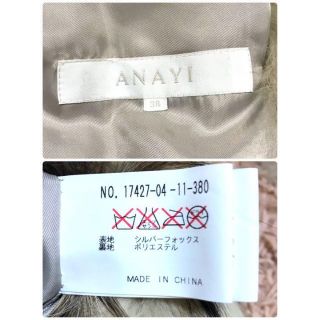 ANAYI
38
NO. 17427-04-11-380
表地 シルバーフォックス
裏地 ポリエステル
MADE IN CHINA